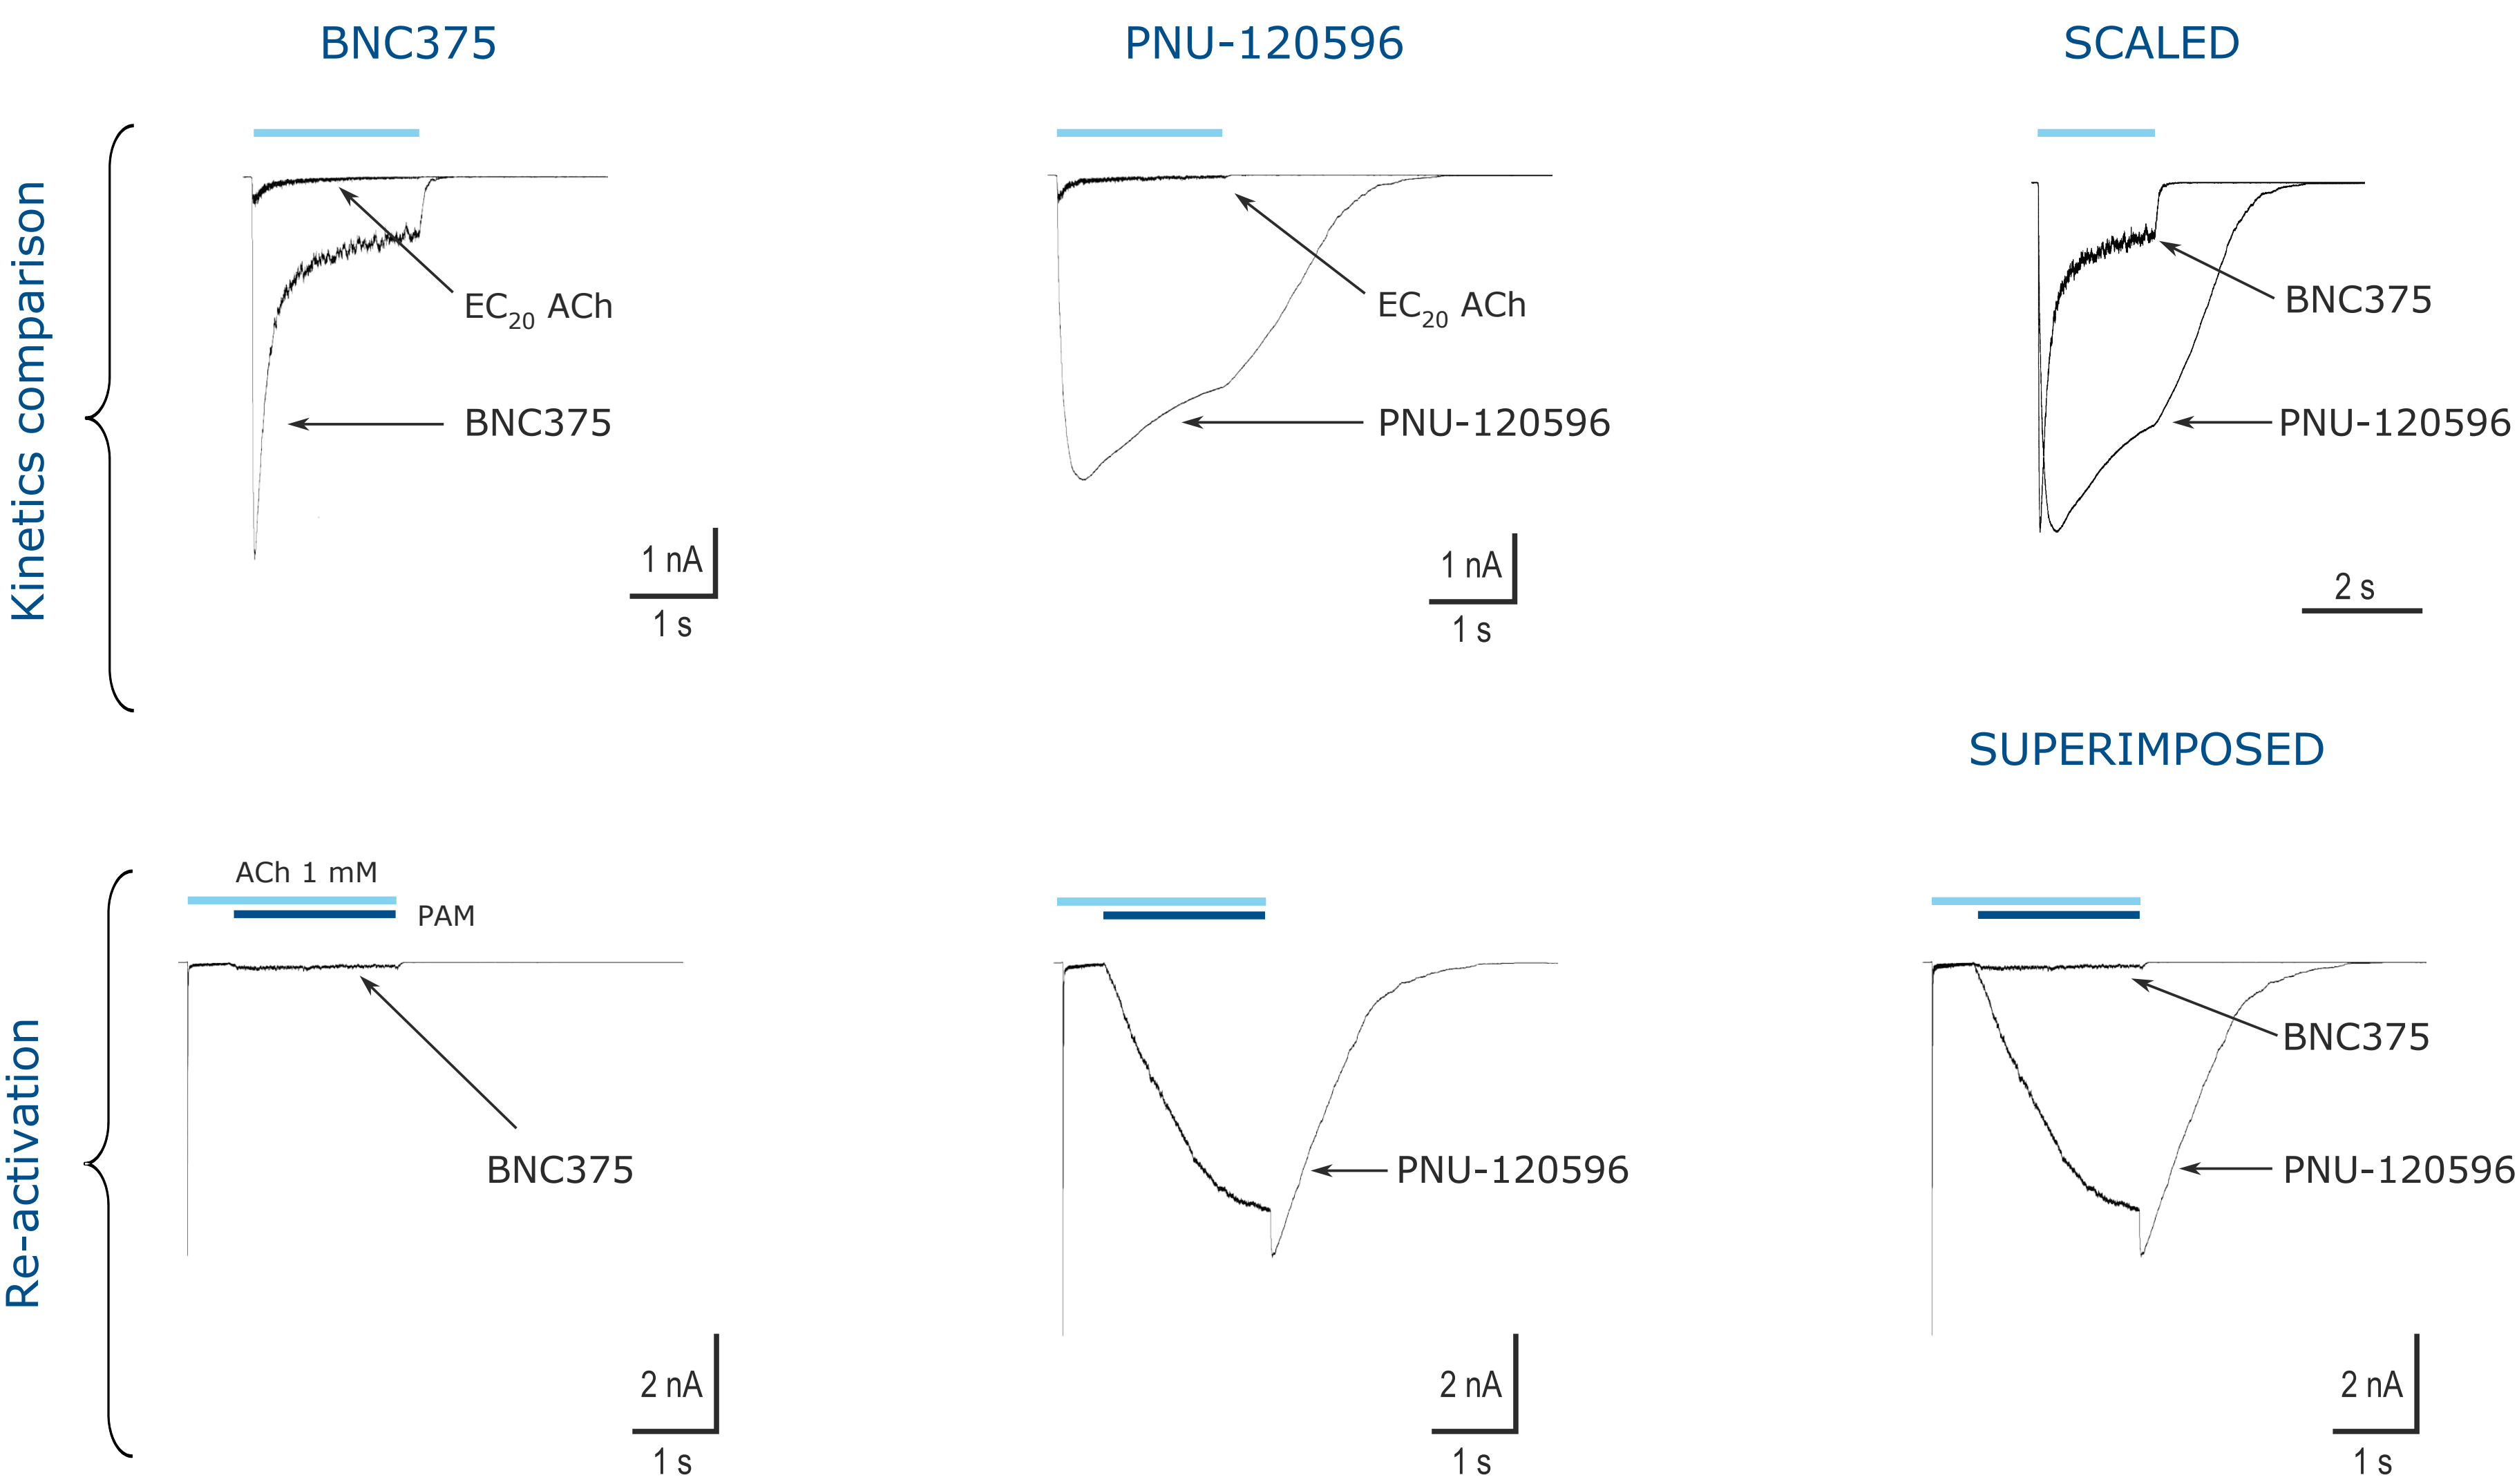 BNC375
PNU-120596
SCALED
Kinetics comparison
EC20 ACh
BNC375
1 nA
1 s
EC20 ACh
PNU-120596
1 nA
1 s
BNC375
PNU-120596
2 s
SUPERIMPOSED
Re-activation
ACh 1 mM
PAM
BNC375
2 nA
1 s
PNU-120596
2 nA
1 s
BNC375
PNU-120596
2 nA
1 s